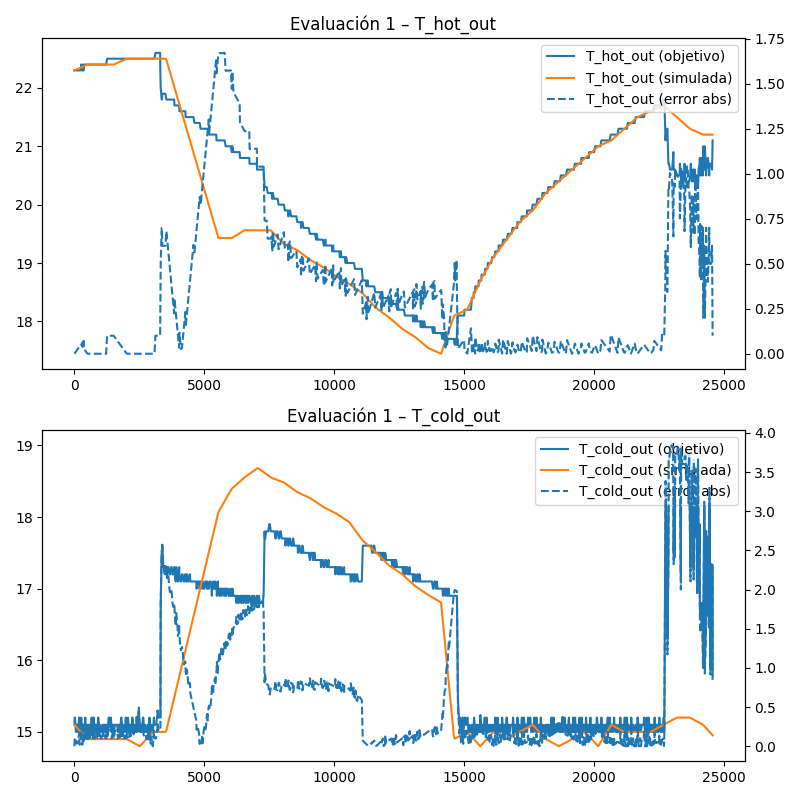 Evaluación 1 – T_hot_out
T_hot_out (objetivo)
T_hot_out (simulada)
T_hot_out (error abs)
22
21
20
19
18
1.75
1.50
1.25
1.00
0.75
0.50
0.25
0.00
0 5000 10000 15000 20000 25000
Evaluación 1 – T_cold_out
T_cold_out (objetivo)
T_cold_out (simulada)
T_cold_out (error abs)
19
18
17
16
15
4.0
3.5
3.0
2.5
2.0
1.5
1.0
0.5
0.0
0 5000 10000 15000 20000 25000